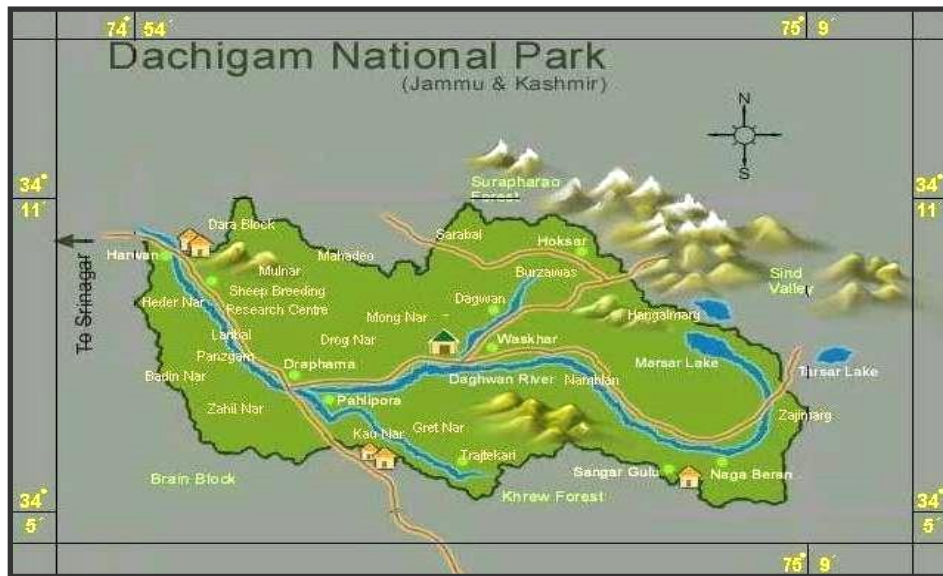 74° 54´
75° 9´
Dachigam National Park
(Jammu & Kashmir)
N
S
34°
11´
34°
11´
Surapharao
Forest
Dara Block
Sarabal
Hoksar
Harwan
Mahadeo
Mulnar
Burzawas
Sind
Valley
To Srinagar
Sheep Breeding
Research Centre
Heder Nar
Dagwan
Mong Nar
Hangalmarg
Laribal
Drog Nar
Waskhar
Panzgam
Draphama
Marsar Lake
Tarsar Lake
Badin Nar
Daghwan River
Namblan
Pahlipora
Zahil Nar
Zajimarg
Gret Nar
Kau Nar
Trajtekari
Sangar Gulu
Naga Beran
Brain Block
Khrew Forest
34°
5´
34°
5´
75° 9´